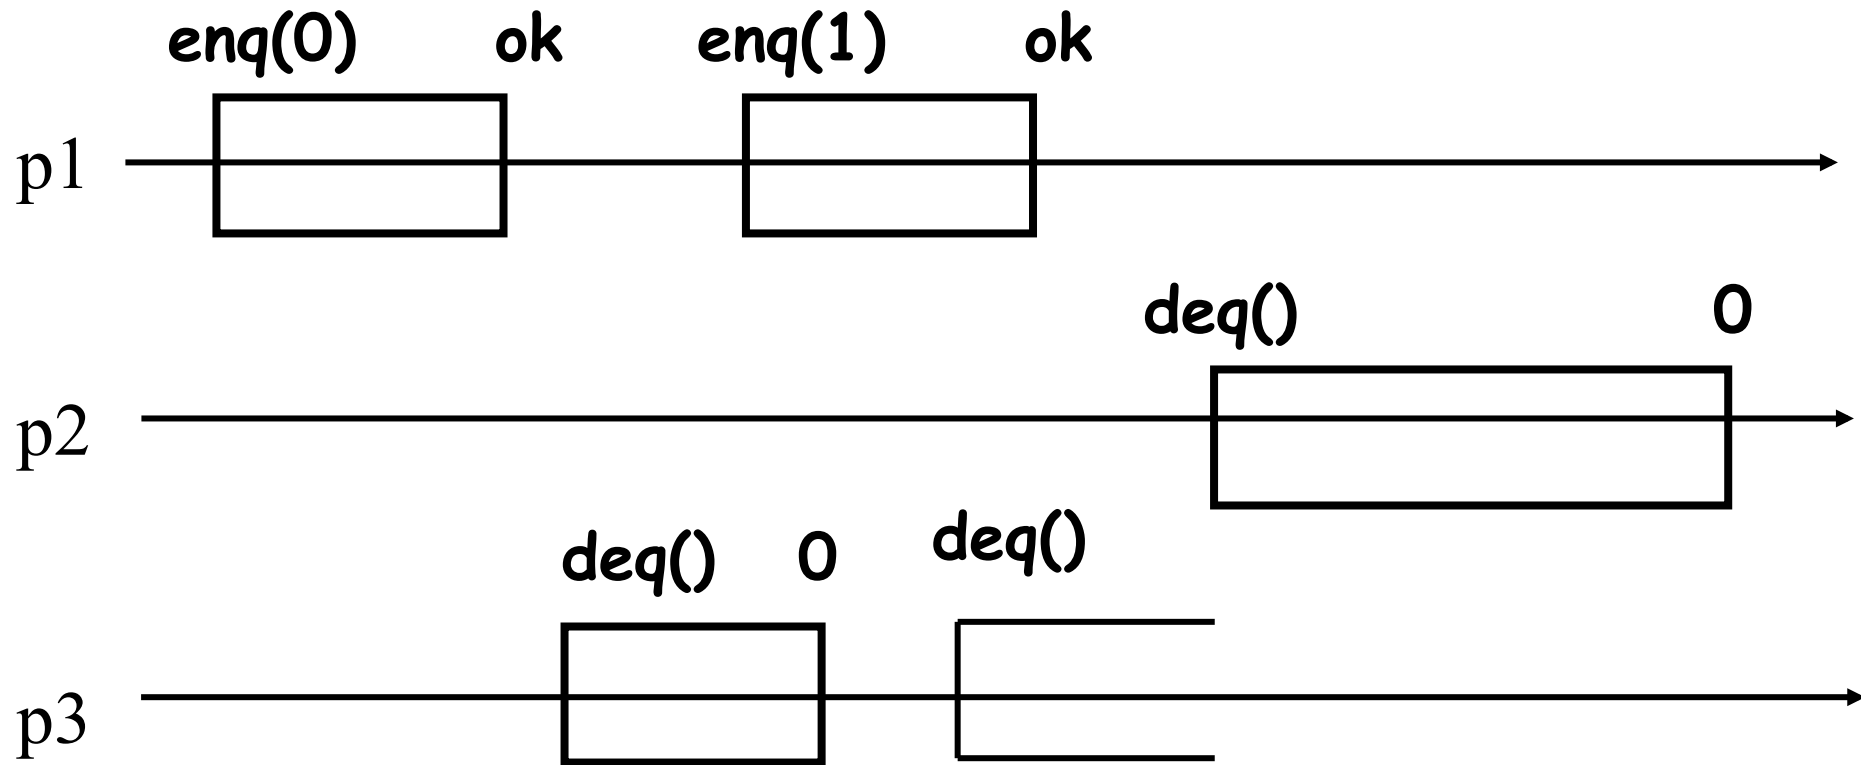 enq(0) ok enq(1) ok
p1
deq() 0
p2
deq() 0 deq()
p3